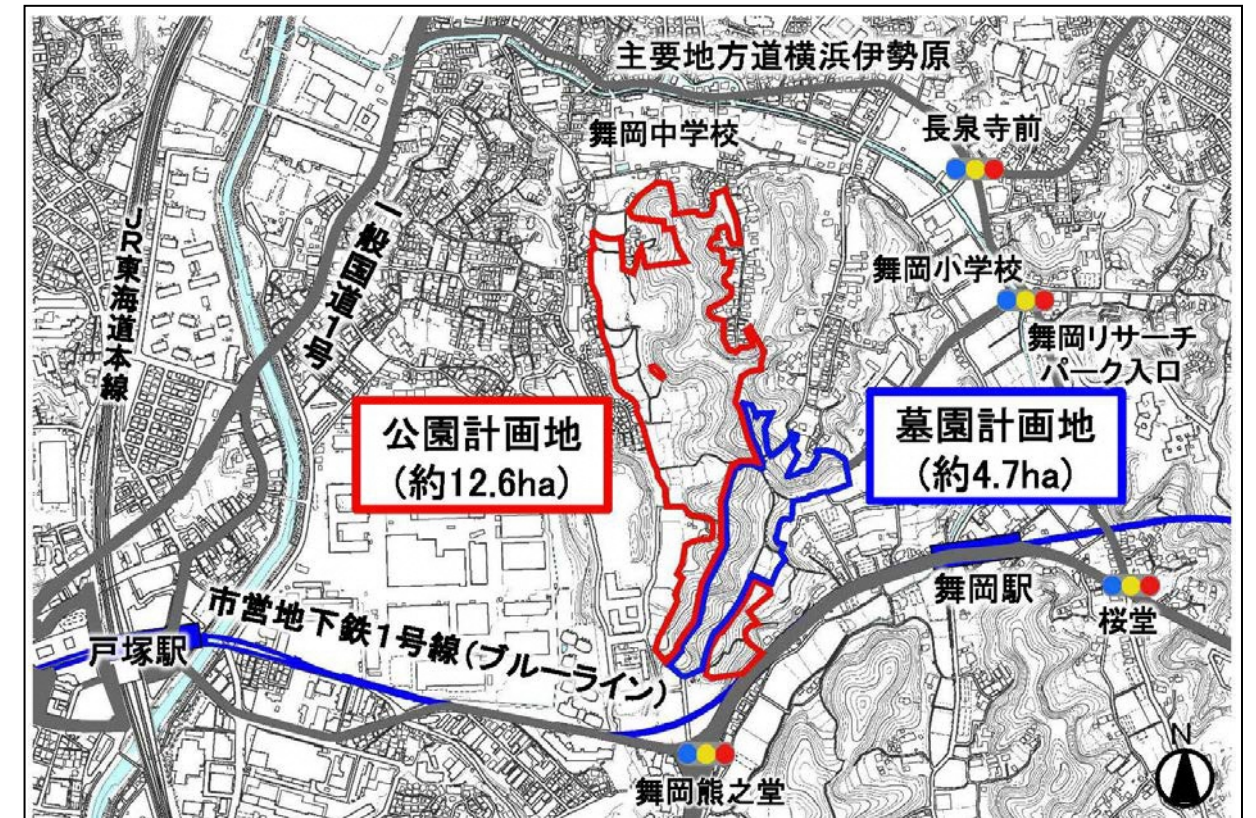 主要地方道横浜伊勢原
長泉寺前
舞岡中学校
JR東海道本線
一般国道1号
舞岡小学校
舞岡リサーチ
パーク入口
公園計画地
(約12.6ha)
墓園計画地
(約4.7ha)
舞岡駅
桜堂
戸塚駅
市営地下鉄1号線(ブルーライン)
舞岡熊之堂
N